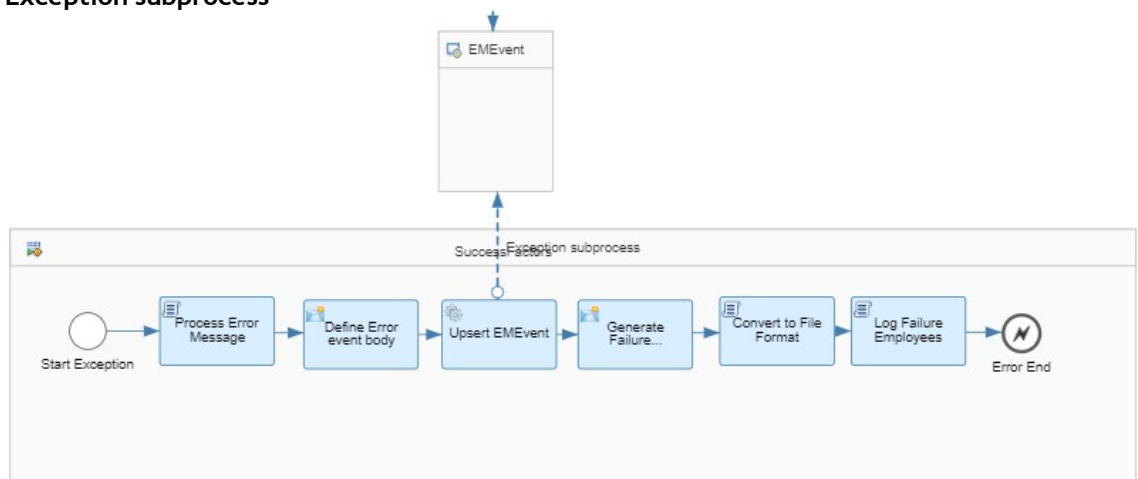 Exception subprocess
EMEvent
SuccessFactors
Exception subprocess
Process Error
Message
Define Error
event body
Upsert EMEvent
Generate
Failure...
Convert to File
Format
Log Failure
Employees
Start Exception
Error End